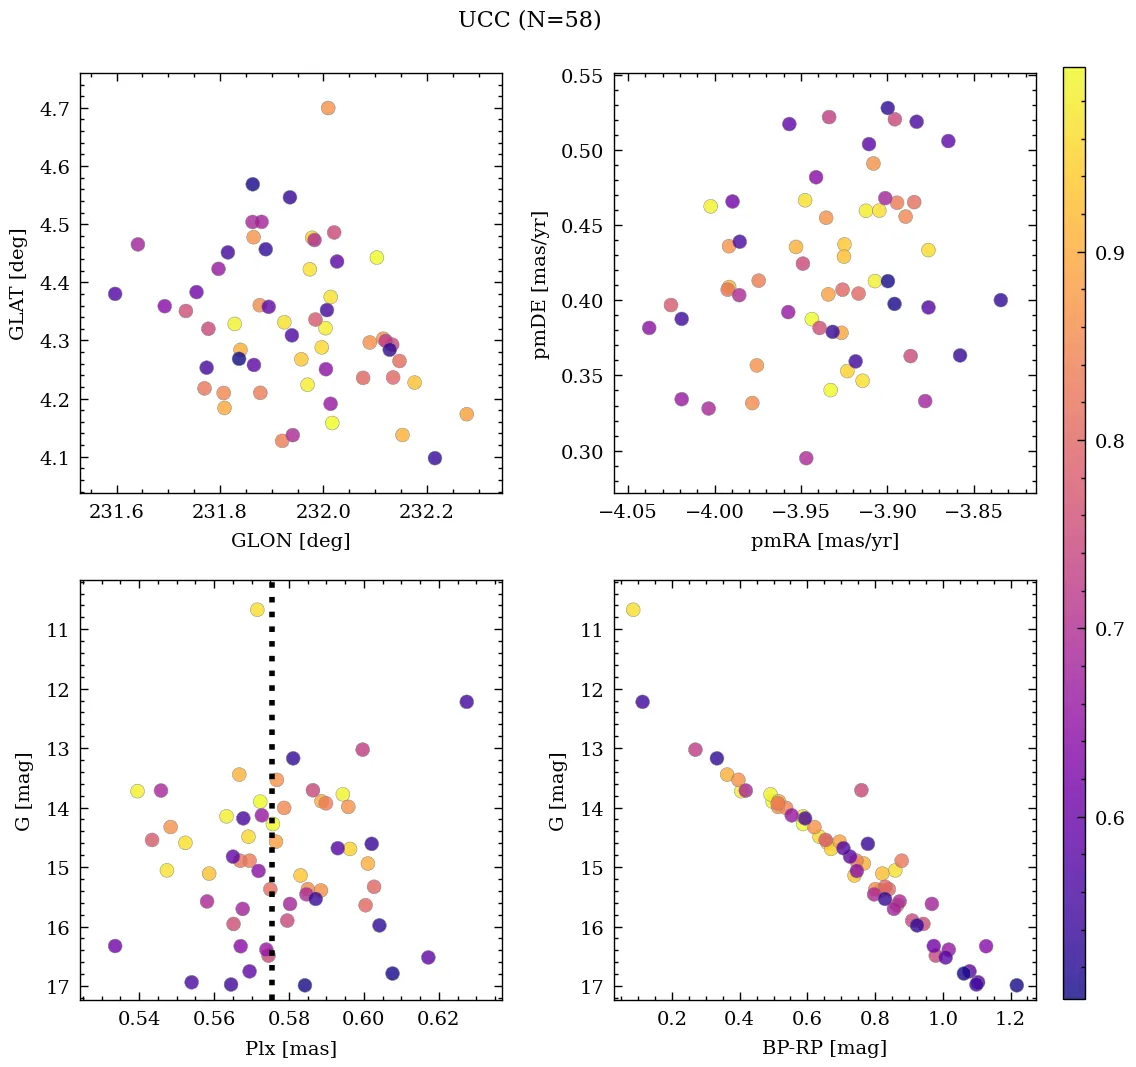 UCC (N=58)
4.7
4.6
4.5
4.4
4.3
4.2
4.1
GLAT [deg]
231.6 231.8 232.0 232.2
GLON [deg]
0.55
0.50
0.45
0.40
0.35
0.30
pmDE [mas/yr]
−4.05 −4.00 −3.95 −3.90 −3.85
pmRA [mas/yr]
11
12
13
14
15
16
17
G [mag]
0.54 0.56 0.58 0.60 0.62
Plx [mas]
11
12
13
14
15
16
17
G [mag]
0.2 0.4 0.6 0.8 1.0 1.2
BP-RP [mag]
0.9
0.8
0.7
0.6